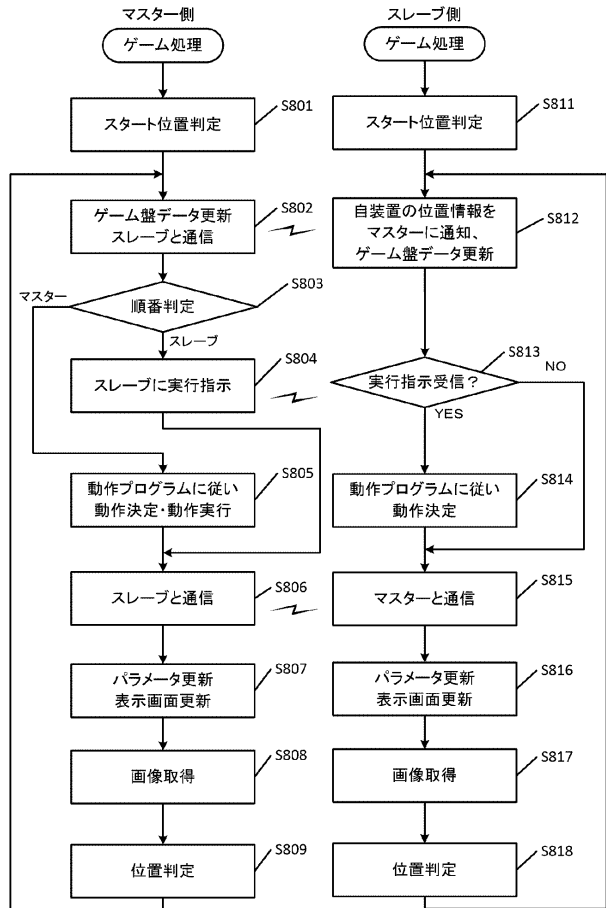 マスター側
ゲーム処理
S801
スタート位置判定
S802
ゲーム盤データ更新
スレーブと通信
S803
順番判定
マスター
スレーブ
S804
スレーブに実行指示
S805
動作プログラムに従い
動作決定・動作実行
S806
スレーブと通信
S807
パラメータ更新
表示画面更新
S808
画像取得
S809
位置判定
スレーブ側
ゲーム処理
S811
スタート位置判定
S812
自装置の位置情報を
マスターに通知、
ゲーム盤データ更新
S813
実行指示受信？
NO
YES
S814
動作プログラムに従い
動作決定
S815
マスターと通信
S816
パラメータ更新
表示画面更新
S817
画像取得
S818
位置判定